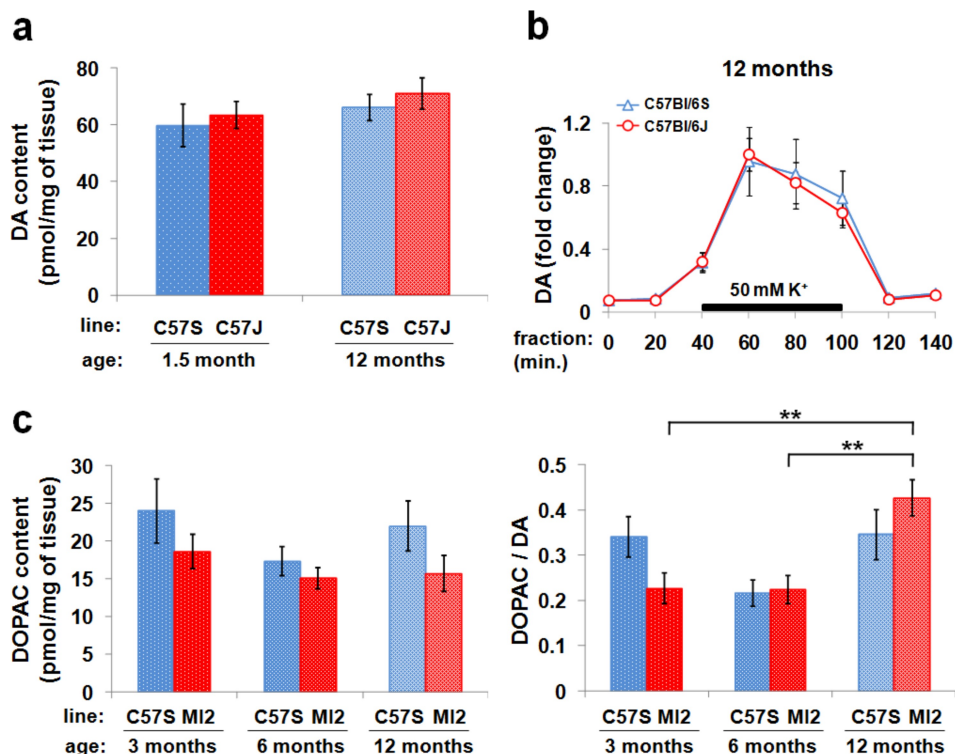 a
DA content
(pmol/mg of tissue)
80
60
40
20
0
line: C57S C57J C57S C57J
age: 1.5 month 12 months
b
12 months
C57Bl/6S
C57Bl/6J
DA (fold change)
1.2
0.8
0.4
0
50 mM K⁺
fraction: 0 20 40 60 80 100 120 140
(min.)
c
DOPAC content
(pmol/mg of tissue)
30
25
20
15
10
5
0
line: C57S MI2 C57S MI2 C57S MI2
age: 3 months 6 months 12 months
**
**
DOPAC / DA
0.5
0.4
0.3
0.2
0.1
0
C57S MI2 C57S MI2 C57S MI2
3 months 6 months 12 months